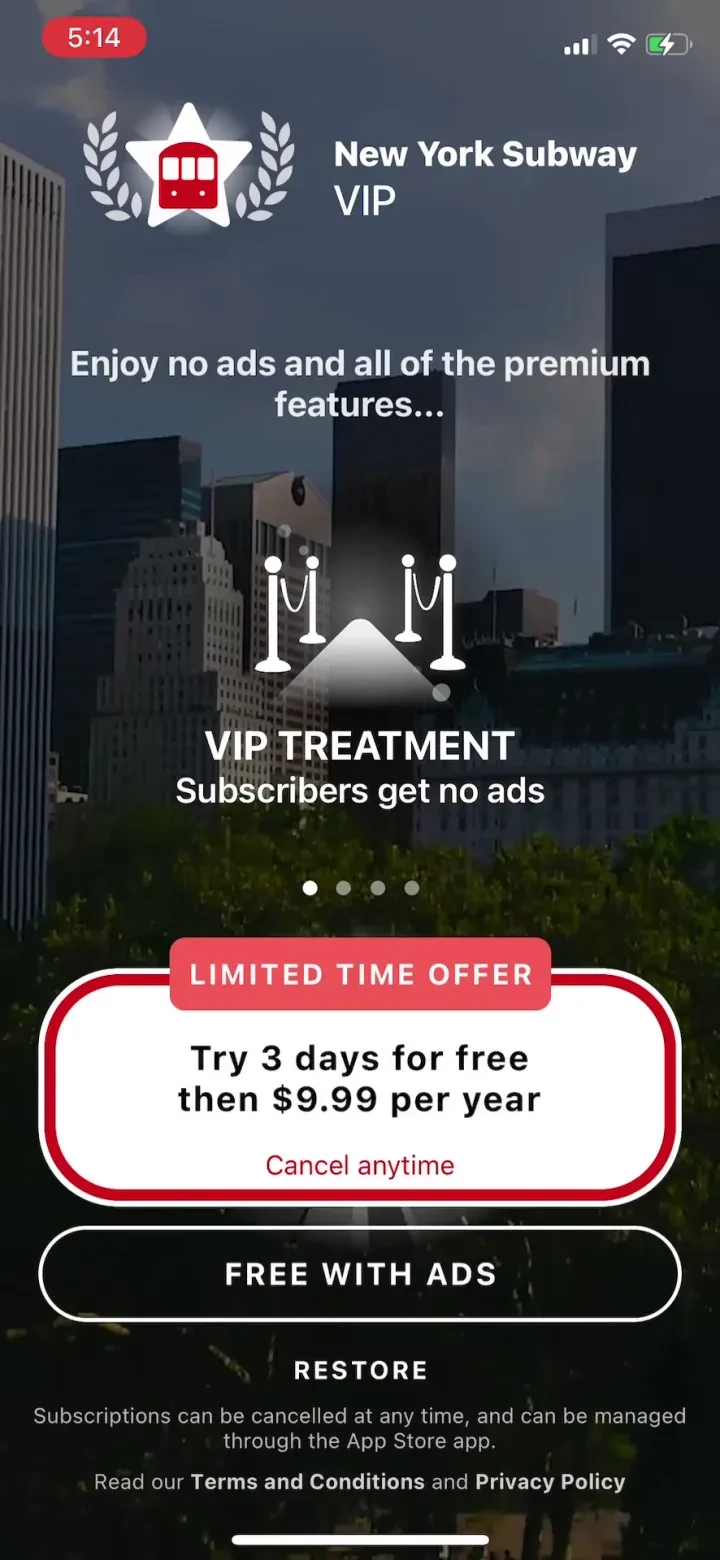 5:14
New York Subway
VIP
Enjoy no ads and all of the premium
features...
VIP TREATMENT
Subscribers get no ads
LIMITED TIME OFFER
Try 3 days for free
then $9.99 per year
Cancel anytime
FREE WITH ADS
RESTORE
Subscriptions can be cancelled at any time, and can be managed
through the App Store app.
Read our Terms and Conditions and Privacy Policy